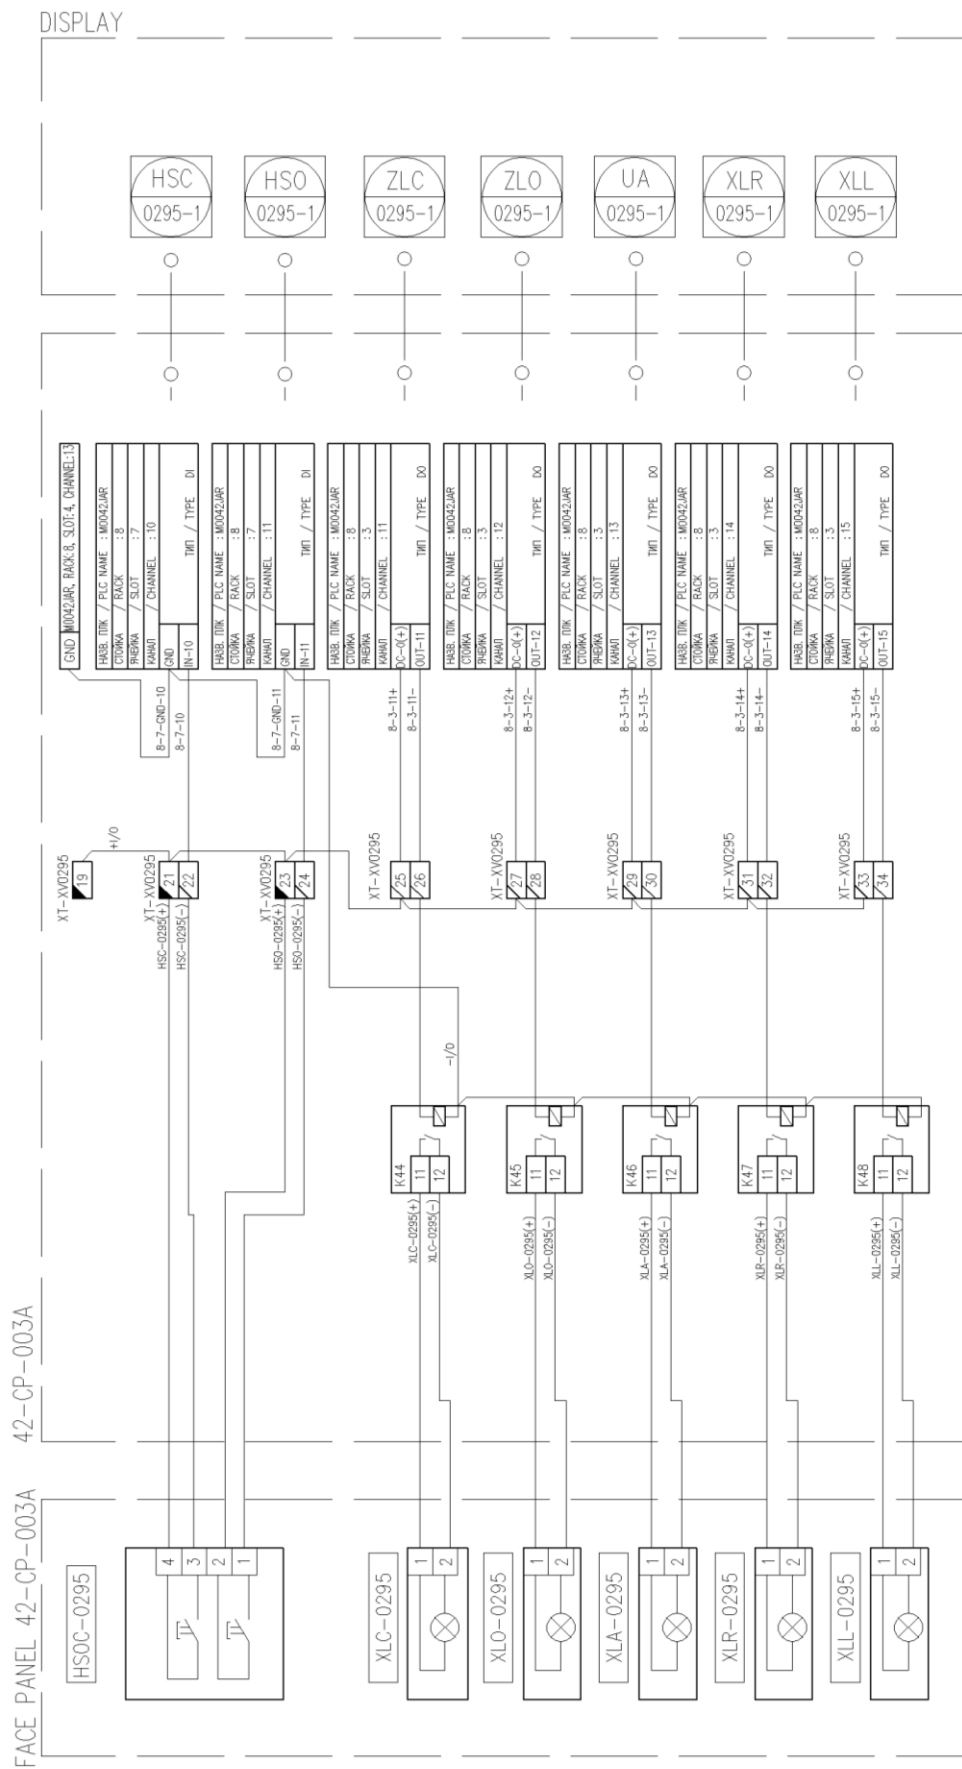 DISPLAY
HSC
0295-1
HSO
0295-1
ZLC
0295-1
ZLO
0295-1
UA
0295-1
XLR
0295-1
XLL
0295-1
GND M0042JAR, RACK:8, SLOT:4, CHANNEL:13
НАЗВ. ПЛК / PLC NAME : M0042JAR
СТОЙКА / RACK : 8
ЯЧЕЙКА / SLOT : 7
КАНАЛ / CHANNEL : 10
GND
IN-10 ТИП / TYPE DI
НАЗВ. ПЛК / PLC NAME : M0042JAR
СТОЙКА / RACK : 8
ЯЧЕЙКА / SLOT : 7
КАНАЛ / CHANNEL : 11
GND
IN-11 ТИП / TYPE DI
НАЗВ. ПЛК / PLC NAME : M0042JAR
СТОЙКА / RACK : 8
ЯЧЕЙКА / SLOT : 3
КАНАЛ / CHANNEL : 11
DC-0(+)
OUT-11 ТИП / TYPE DO
НАЗВ. ПЛК / PLC NAME : M0042JAR
СТОЙКА / RACK : 8
ЯЧЕЙКА / SLOT : 3
КАНАЛ / CHANNEL : 12
DC-0(+)
OUT-12 ТИП / TYPE DO
НАЗВ. ПЛК / PLC NAME : M0042JAR
СТОЙКА / RACK : 8
ЯЧЕЙКА / SLOT : 3
КАНАЛ / CHANNEL : 13
DC-0(+)
OUT-13 ТИП / TYPE DO
НАЗВ. ПЛК / PLC NAME : M0042JAR
СТОЙКА / RACK : 8
ЯЧЕЙКА / SLOT : 3
КАНАЛ / CHANNEL : 14
DC-0(+)
OUT-14 ТИП / TYPE DO
НАЗВ. ПЛК / PLC NAME : M0042JAR
СТОЙКА / RACK : 8
ЯЧЕЙКА / SLOT : 3
КАНАЛ / CHANNEL : 15
DC-0(+)
OUT-15 ТИП / TYPE DO
8-7-GND-10
8-7-10
8-7-GND-11
8-7-11
8-3-11+
8-3-11-
8-3-12+
8-3-12-
8-3-13+
8-3-13-
8-3-14+
8-3-14-
8-3-15+
8-3-15-
XT-XV0295
19
+I/O
XT-XV0295
21
22
XT-XV0295
23
24
XT-XV0295
25
26
XT-XV0295
27
28
XT-XV0295
29
30
XT-XV0295
31
32
XT-XV0295
33
34
HSC-0295(+)
HSC-0295(-)
HSO-0295(+)
HSO-0295(-)
-I/O
K44
11
12
K45
11
12
K46
11
12
K47
11
12
K48
11
12
XLC-0295(+)
XLC-0295(-)
XLO-0295(+)
XLO-0295(-)
XLA-0295(+)
XLA-0295(-)
XLR-0295(+)
XLR-0295(-)
XLL-0295(+)
XLL-0295(-)
42-CP-003A
FACE PANEL 42-CP-003A
HSOC-0295
4
3
2
1
XLC-0295
1
2
XLO-0295
1
2
XLA-0295
1
2
XLR-0295
1
2
XLL-0295
1
2